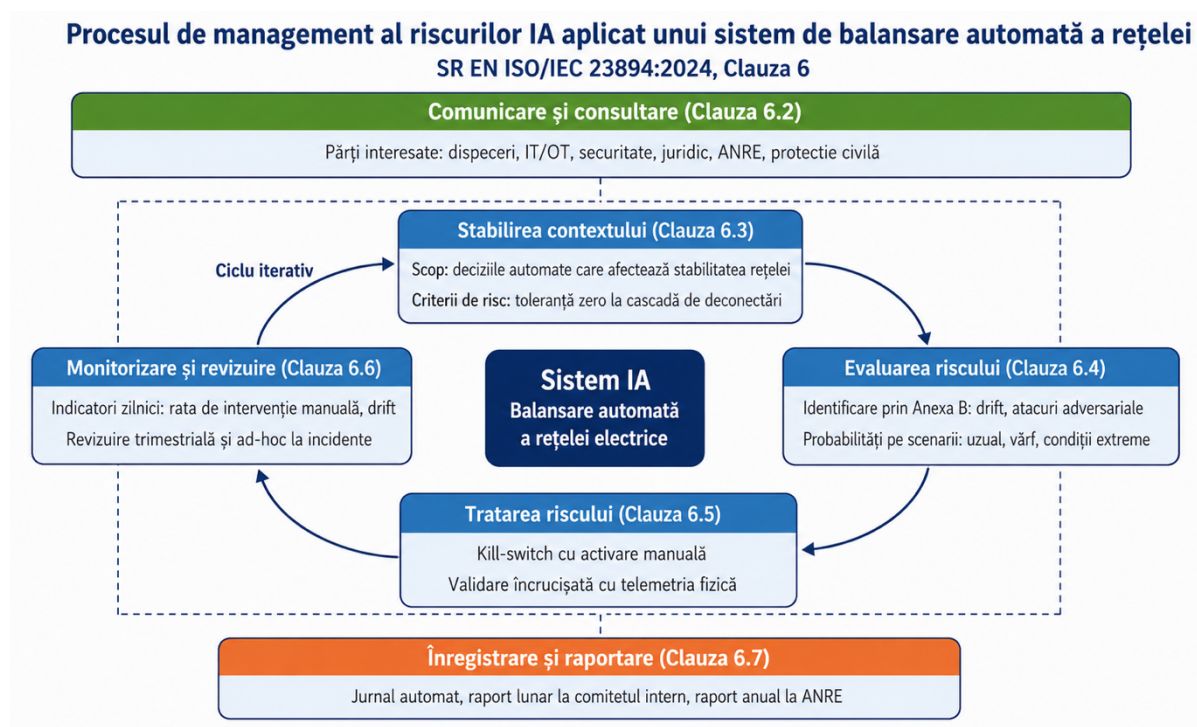 Procesul de management al riscurilor IA aplicat unui sistem de balansare automată a rețelei
SR EN ISO/IEC 23894:2024, Clauza 6
Comunicare și consultare (Clauza 6.2)
Părți interesate: dispeceri, IT/OT, securitate, juridic, ANRE, protectie civilă
Stabilirea contextului (Clauza 6.3)
Scop: deciziile automate care afectează stabilitatea rețelei
Criterii de risc: toleranță zero la cascadă de deconectări
Ciclu iterativ
Monitorizare și revizuire (Clauza 6.6)
Indicatori zilnici: rata de intervenție manuală, drift
Revizuire trimestrială și ad-hoc la incidente
Sistem IA
Balansare automată
a rețelei electrice
Evaluarea riscului (Clauza 6.4)
Identificare prin Anexa B: drift, atacuri adversariale
Probabilități pe scenarii: uzual, vârf, condiții extreme
Tratarea riscului (Clauza 6.5)
Kill-switch cu activare manuală
Validare încrucișată cu telemetria fizică
Înregistrare și raportare (Clauza 6.7)
Jurnal automat, raport lunar la comitetul intern, raport anual la ANRE